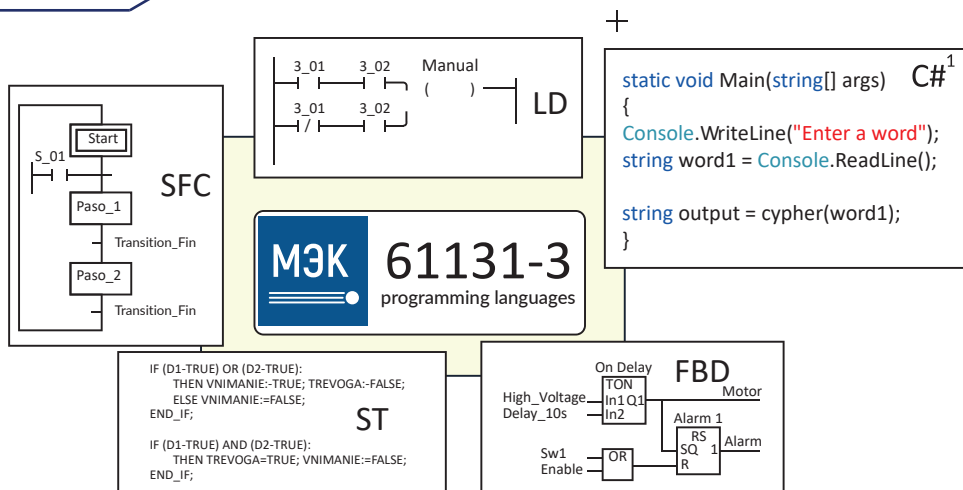 3_01 3_02 Manual
( )
3_01 3_02
/
LD
C#1
static void Main(string[] args)
{
Console.WriteLine("Enter a word");
string word1 = Console.ReadLine();
string output = cypher(word1);
}
Start
S_01
SFC
Paso_1
Transition_Fin
Paso_2
Transition_Fin
МЭК
61131-3
programming languages
IF (D1-TRUE) OR (D2-TRUE):
THEN VNIMANIE:-TRUE; TREVOGA:-FALSE;
ELSE VNIMANIE:=FALSE;
END_IF;
IF (D1-TRUE) AND (D2-TRUE):
THEN TREVOGA=TRUE; VNIMANIE:=FALSE;
END_IF;
ST
On Delay
FBD
TON
High_Voltage In1 Q1 Motor
Delay_10s In2
Alarm 1
RS
SQ 1 Alarm
R
Sw1 OR
Enable